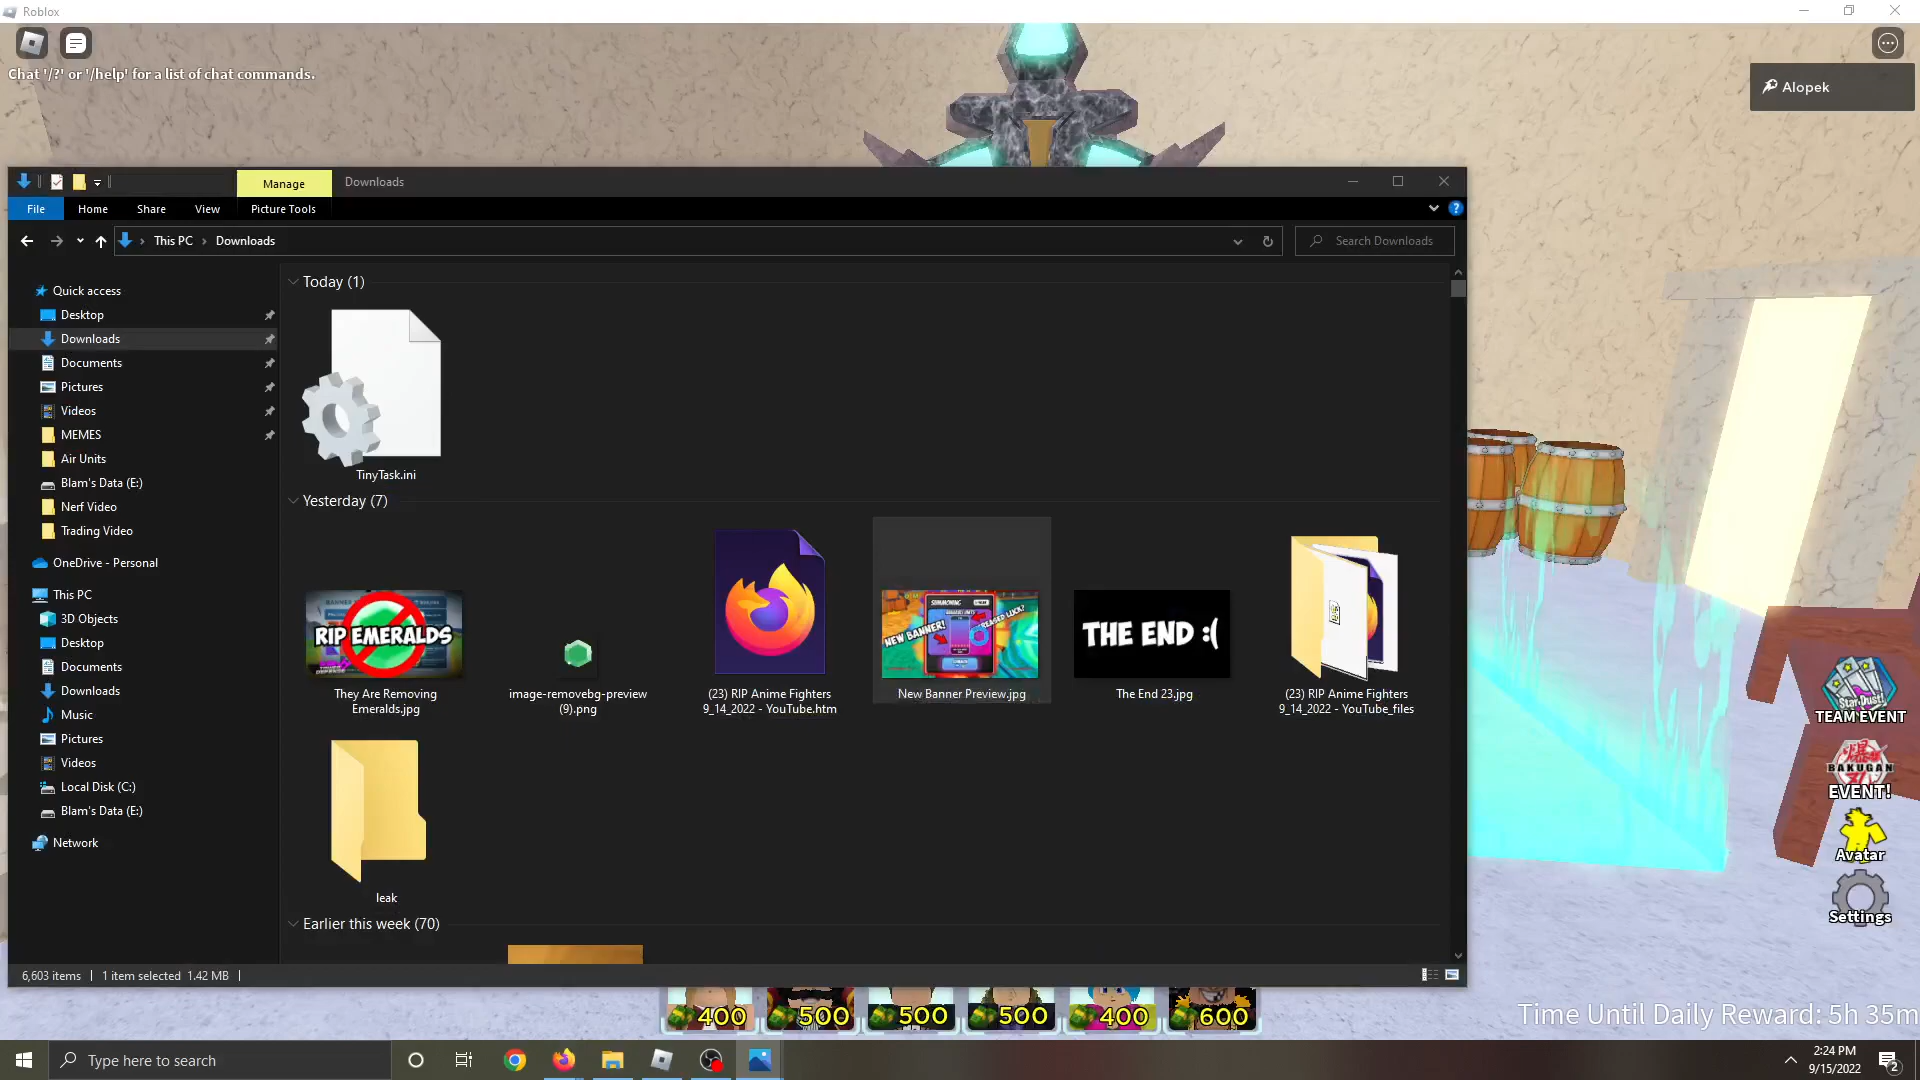 Roblox
Chat '/?' or '/help' for a list of chat commands.
Alopek
Manage
Downloads
File
Home
Share
View
Picture Tools
This PC
Downloads
Search Downloads
Quick access
Desktop
Downloads
Documents
Pictures
Videos
MEMES
Air Units
Blam's Data (E:)
Nerf Video
Trading Video
OneDrive - Personal
This PC
3D Objects
Desktop
Documents
Downloads
Music
Pictures
Videos
Local Disk (C:)
Blam's Data (E:)
Network
Today (1)
TinyTask.ini
Yesterday (7)
RIP EMERALDS
They Are Removing
Emeralds.jpg
image-removebg-preview
(9).png
(23) RIP Anime Fighters
9_14_2022 - YouTube.htm
SUMMONING
NEW BANNER!
New Banner Preview.jpg
THE END :(
The End 23.jpg
(23) RIP Anime Fighters
9_14_2022 - YouTube_files
leak
Earlier this week (70)
6,603 items
1 item selected 1.42 MB
Star Dust!
TEAM EVENT
爆
BAKUGAN
EVENT!
Avatar
Settings
400
500
500
500
400
600
Time Until Daily Reward: 5h 35m
Type here to search
2:24 PM
9/15/2022
2